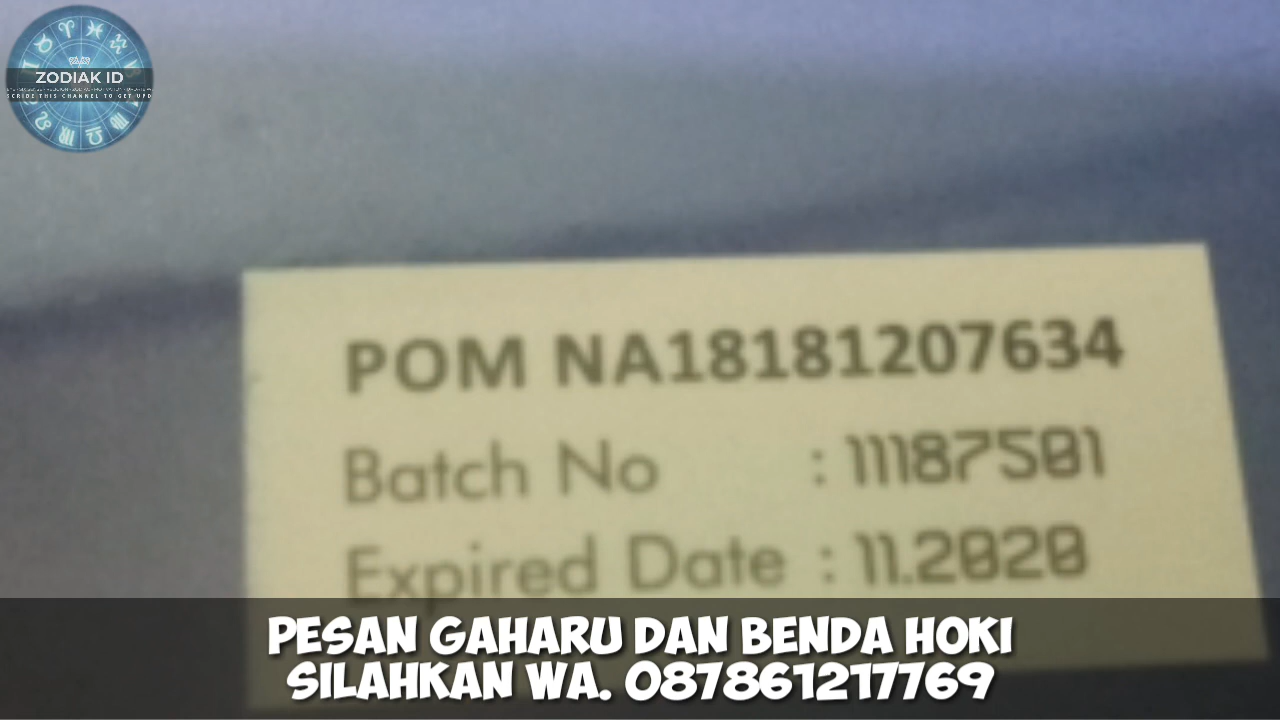 ZODIAK ID
POM NA18181207634
Batch No : 11187501
Expired Date : 11.2020
PESAN GAHARU DAN BENDA HOKI
SILAHKAN WA. 087861217769